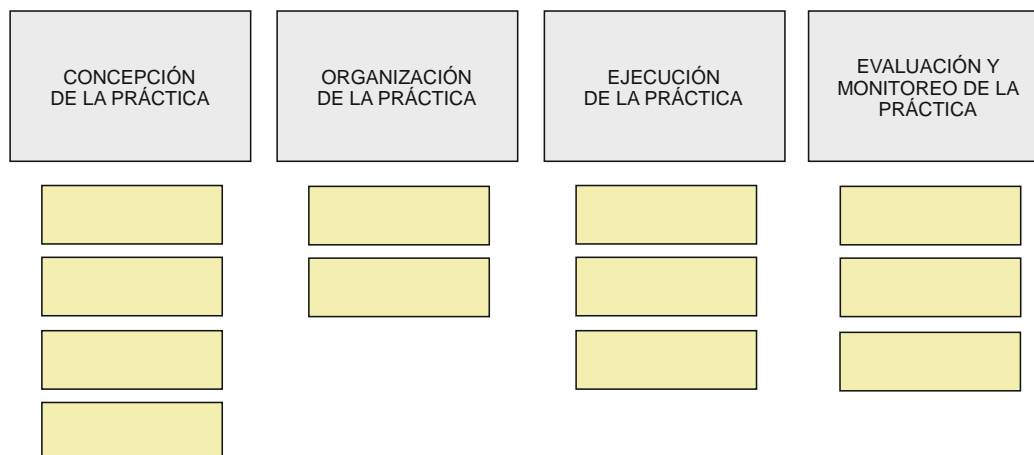 CONCEPCIÓN
DE LA PRÁCTICA
ORGANIZACIÓN
DE LA PRÁCTICA
EJECUCIÓN
DE LA PRÁCTICA
EVALUACIÓN Y
MONITOREO DE LA
PRÁCTICA